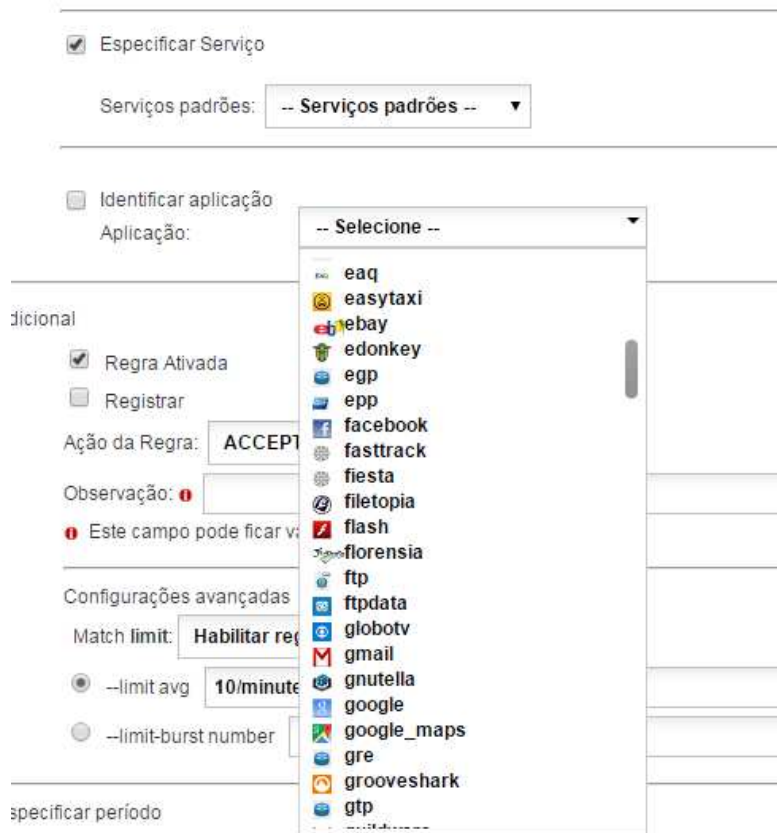 Especificar Serviço
Serviços padrões: -- Serviços padrões --
Identificar aplicação
Aplicação: -- Selecione --
eaq
easytaxi
ebay
dicional
edonkey
Regra Ativada
egp
epp
Registrar
facebook
Ação da Regra: ACCEPT
fasttrack
fiesta
Observação:
filetopia
Este campo pode ficar va
flash
florensia
ftp
Configurações avançadas
ftpdata
Match limit: Habilitar reg
globotv
gmail
--limit avg 10/minute
gnutella
google
--limit-burst number
google_maps
gre
grooveshark
specificar período
gtp